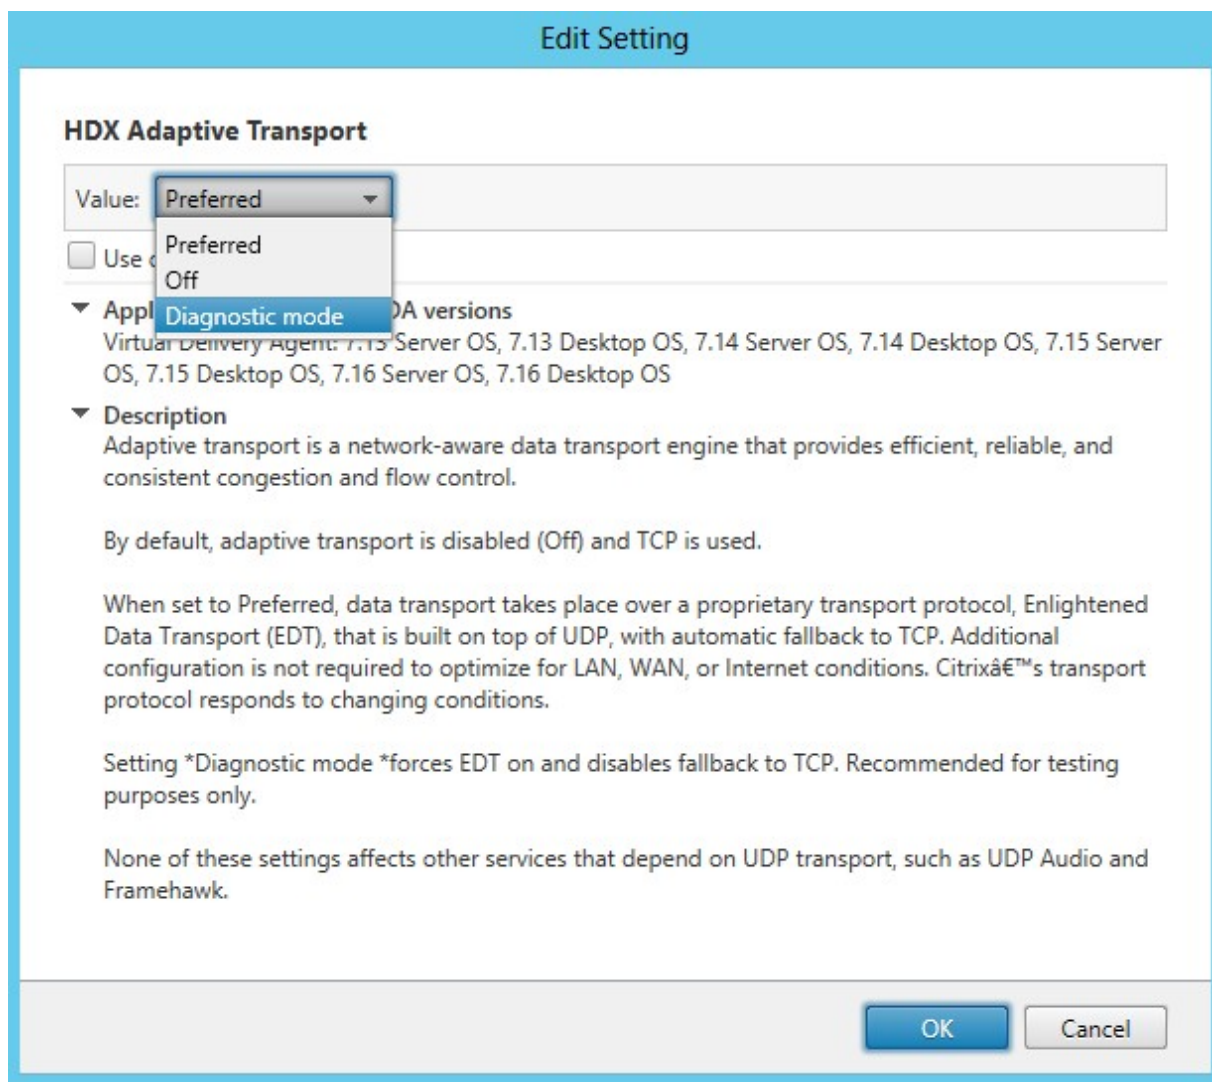 Edit Setting
HDX Adaptive Transport
Value: Preferred
Preferred
Use
Off
Diagnostic mode
Appl DA versions
Virtual Delivery Agent: 7.13 Server OS, 7.13 Desktop OS, 7.14 Server OS, 7.14 Desktop OS, 7.15 Server
OS, 7.15 Desktop OS, 7.16 Server OS, 7.16 Desktop OS
Description
Adaptive transport is a network-aware data transport engine that provides efficient, reliable, and
consistent congestion and flow control.
By default, adaptive transport is disabled (Off) and TCP is used.
When set to Preferred, data transport takes place over a proprietary transport protocol, Enlightened
Data Transport (EDT), that is built on top of UDP, with automatic fallback to TCP. Additional
configuration is not required to optimize for LAN, WAN, or Internet conditions. Citrixâ€™s transport
protocol responds to changing conditions.
Setting *Diagnostic mode *forces EDT on and disables fallback to TCP. Recommended for testing
purposes only.
None of these settings affects other services that depend on UDP transport, such as UDP Audio and
Framehawk.
OK Cancel